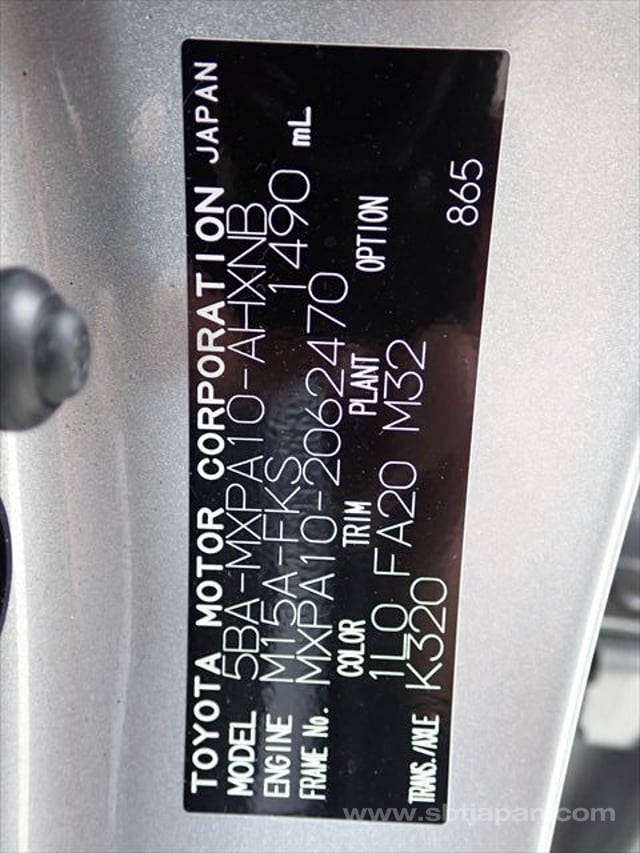 TOYOTA MOTOR CORPORATION JAPAN
MODEL 5BA-MXPA10-AHXNB
ENGINE M15A-FKS 1490 mL
FRAME No. MXPA10-2062470
COLOR TRIM PLANT OPTION
1L0 FA20 M32
TRANS./AXLE K320
865
www.sbtjapan.com